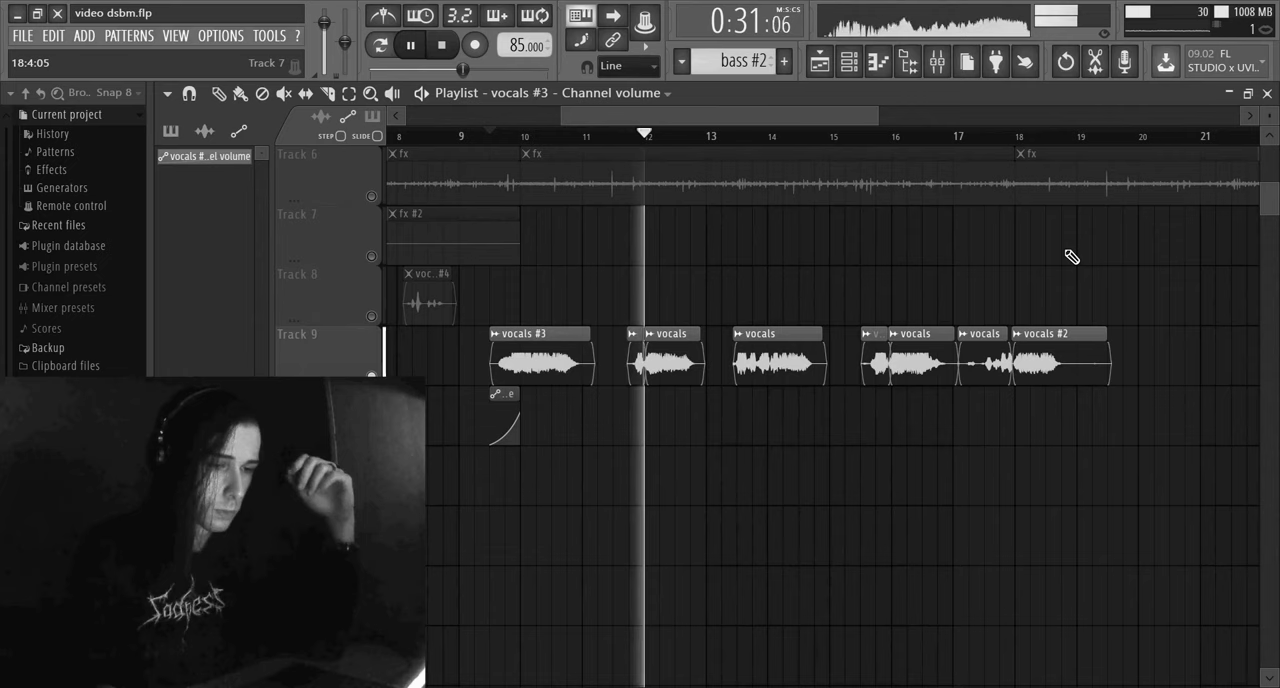 video dsbm.flp
FILE EDIT ADD PATTERNS VIEW OPTIONS TOOLS ?
18:4:05 Track 7
3.2.
85.000
Line
0:31:06
M:S:CS
bass #2
30 1008 MB
1
09.02 FL
STUDIO x UVI...
Bro... Snap 8
Playlist - vocals #3 - Channel volume
Current project
History
Patterns
Effects
Generators
Remote control
Recent files
Plugin database
Plugin presets
Channel presets
Mixer presets
Scores
Backup
Clipboard files
vocals #..el volume
STEP SLIDE
8 9 10 11 12 13 14 15 16 17 18 19 20 21
Track 6 fx fx fx
Track 7 fx #2
Track 8 voc..#4
Track 9 vocals #3 vocals vocals v.. vocals vocals vocals #2
..e
Sadness